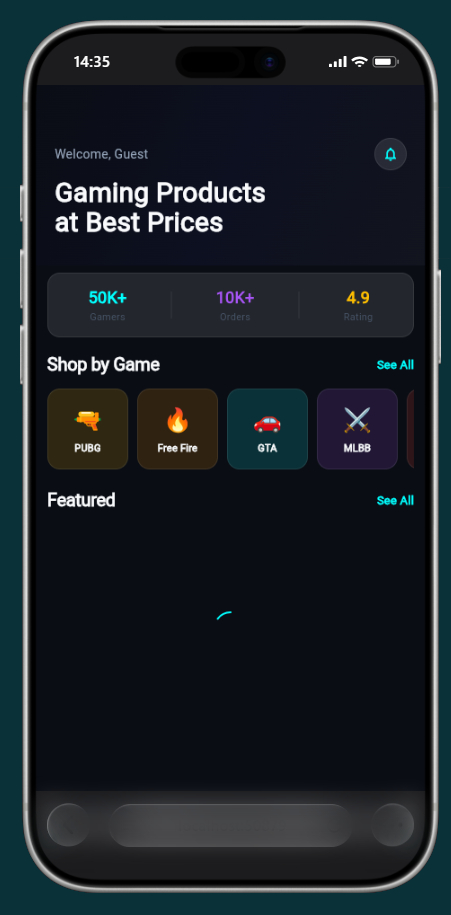 14:35
Welcome, Guest
Gaming Products
at Best Prices
50K+ 10K+ 4.9
Gamers Orders Rating
Shop by Game See All
PUBG Free Fire GTA MLBB
Featured See All